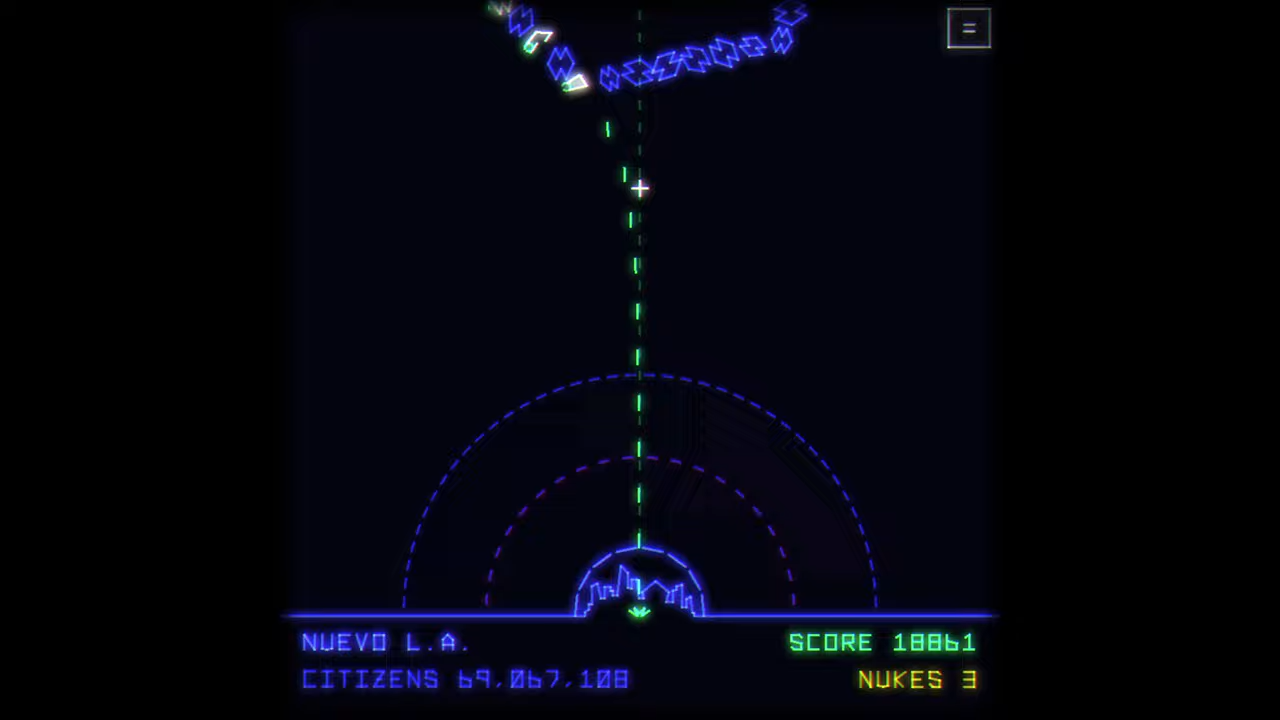 NUEVO L.A.
SCORE 18861
CITIZENS 69,067,108
NUKES 3